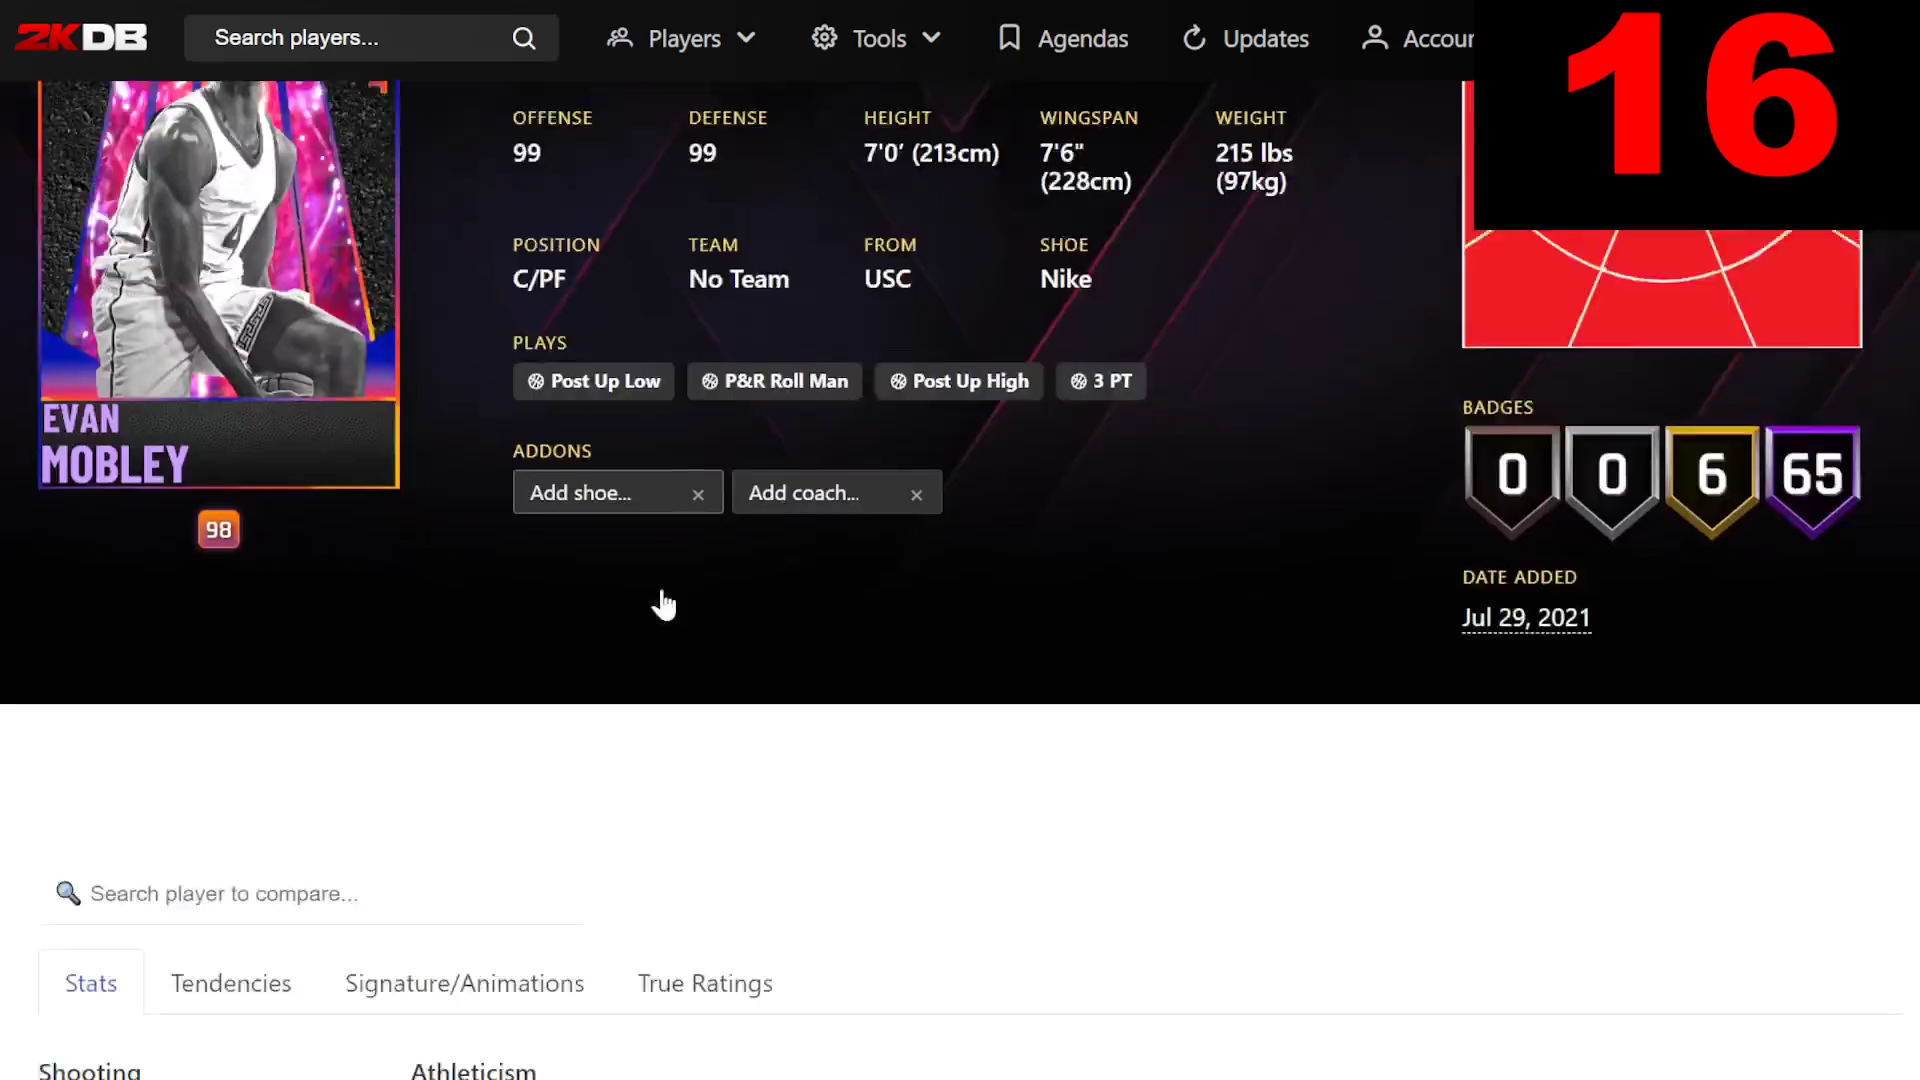 2KDB
Search players...
Players
Tools
Agendas
Updates
Accoun
16
OFFENSE
99
DEFENSE
99
HEIGHT
7'0' (213cm)
WINGSPAN
7'6"
(228cm)
WEIGHT
215 lbs
(97kg)
POSITION
C/PF
TEAM
No Team
FROM
USC
SHOE
Nike
PLAYS
Post Up Low
P&R Roll Man
Post Up High
3 PT
ADDONS
Add shoe... ×
Add coach... ×
EVAN
MOBLEY
98
BADGES
0
0
6
65
DATE ADDED
Jul 29, 2021
Search player to compare...
Stats
Tendencies
Signature/Animations
True Ratings
Shooting
Athleticism